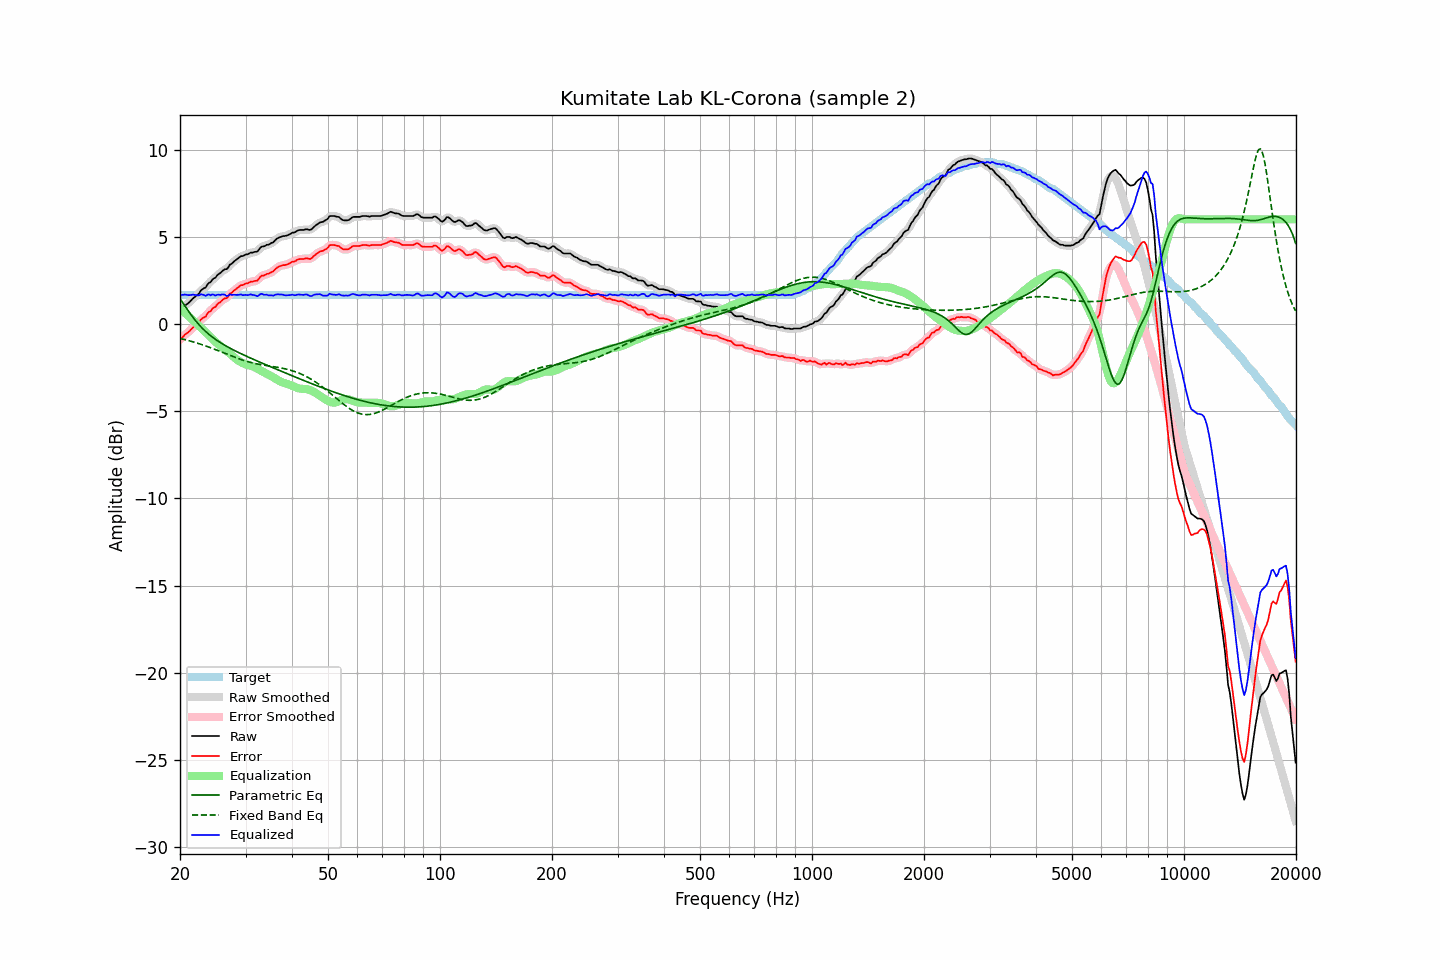 Kumitate Lab KL-Corona (sample 2)
10
5
0
−5
−10
−15
−20
−25
−30
Amplitude (dBr)
Target
Raw Smoothed
Error Smoothed
Raw
Error
Equalization
Parametric Eq
Fixed Band Eq
Equalized
20 50 100 200 500 1000 2000 5000 10000 20000
Frequency (Hz)